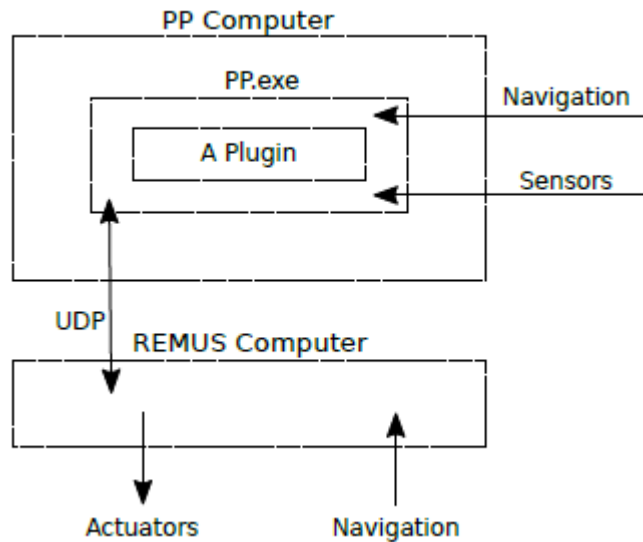 PP Computer
PP.exe
Navigation
A Plugin
Sensors
UDP
REMUS Computer
Actuators
Navigation